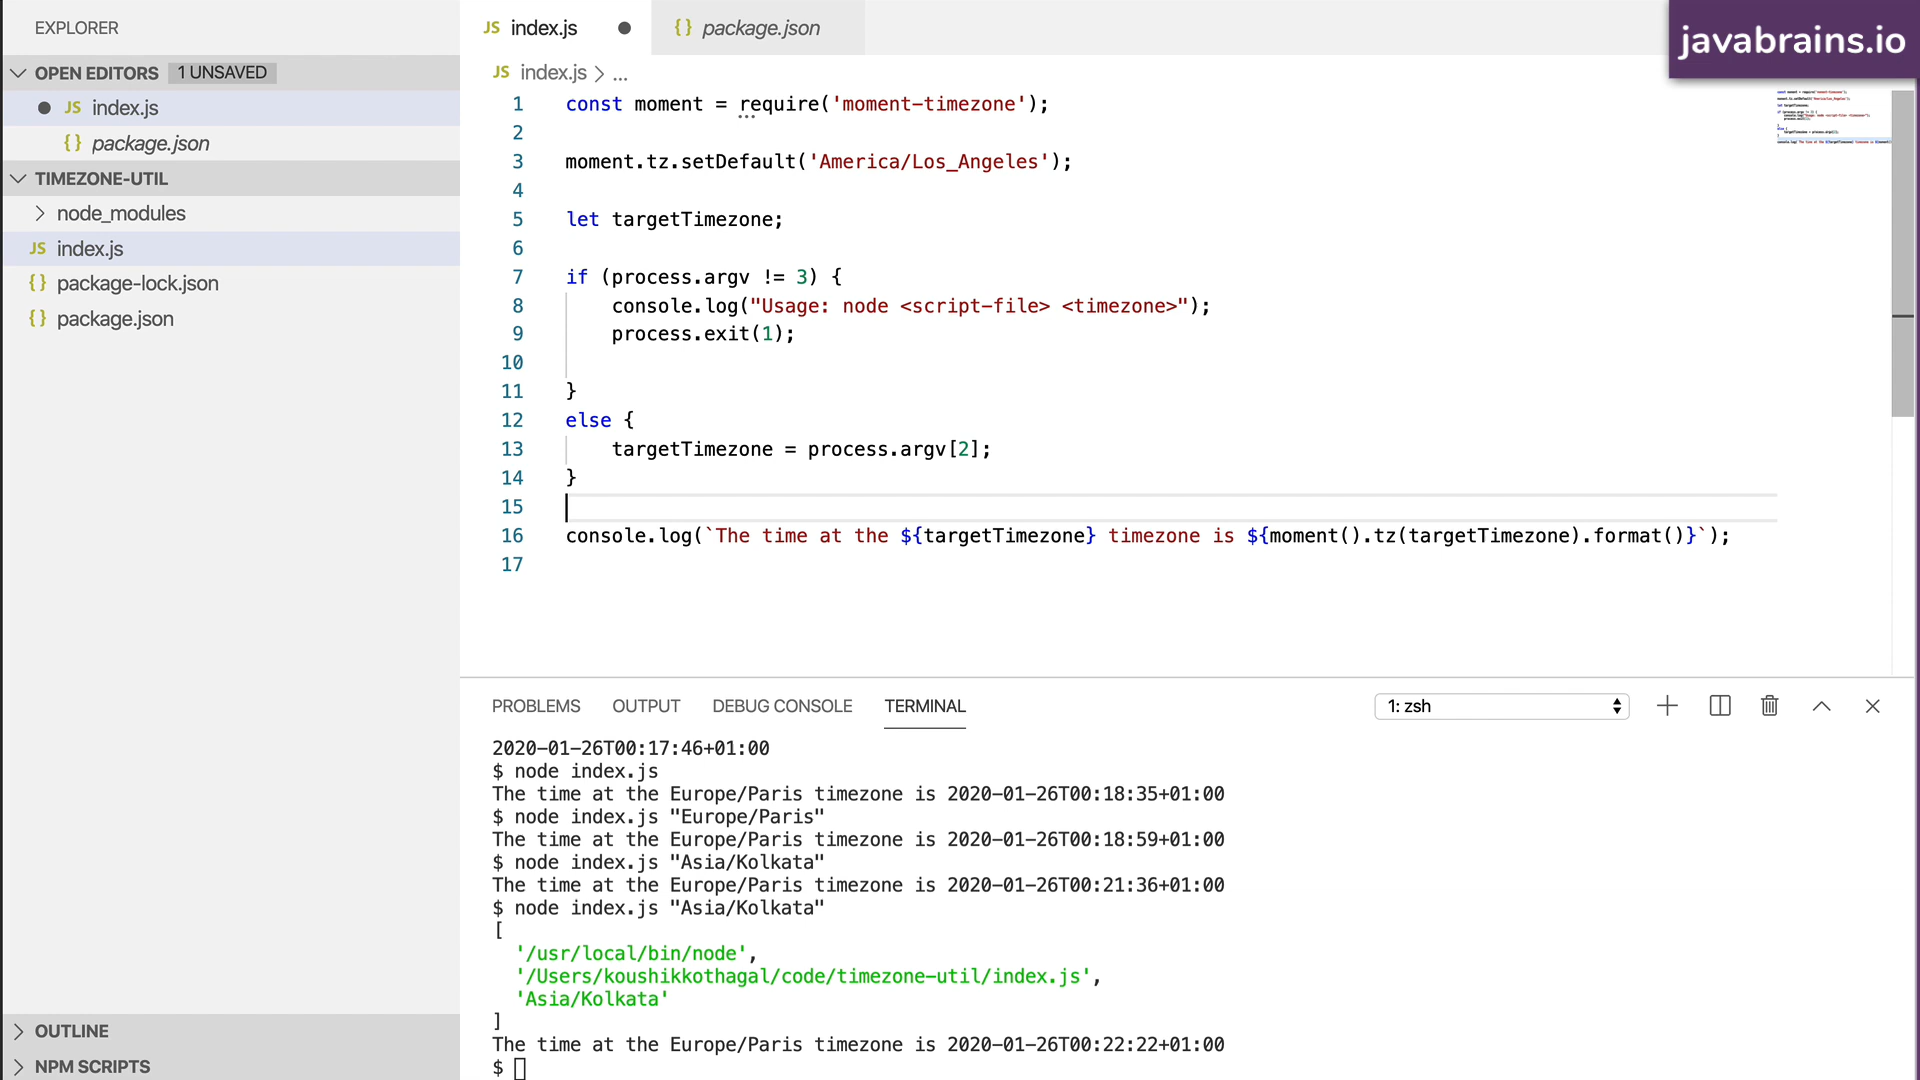 EXPLORER
OPEN EDITORS 1 UNSAVED
JS index.js
{} package.json
TIMEZONE-UTIL
node_modules
JS index.js
{} package-lock.json
{} package.json
OUTLINE
NPM SCRIPTS
JS index.js
{} package.json
javabrains.io
JS index.js > ...
1 const moment = require('moment-timezone');
2
3 moment.tz.setDefault('America/Los_Angeles');
4
5 let targetTimezone;
6
7 if (process.argv != 3) {
8 console.log("Usage: node <script-file> <timezone>");
9 process.exit(1);
10
11 }
12 else {
13 targetTimezone = process.argv[2];
14 }
15
16 console.log(`The time at the ${targetTimezone} timezone is ${moment().tz(targetTimezone).format()}`);
17
PROBLEMS OUTPUT DEBUG CONSOLE TERMINAL 1: zsh
2020-01-26T00:17:46+01:00
$ node index.js
The time at the Europe/Paris timezone is 2020-01-26T00:18:35+01:00
$ node index.js "Europe/Paris"
The time at the Europe/Paris timezone is 2020-01-26T00:18:59+01:00
$ node index.js "Asia/Kolkata"
The time at the Europe/Paris timezone is 2020-01-26T00:21:36+01:00
$ node index.js "Asia/Kolkata"
[
'/usr/local/bin/node',
'/Users/koushikkothagal/code/timezone-util/index.js',
'Asia/Kolkata'
]
The time at the Europe/Paris timezone is 2020-01-26T00:22:22+01:00
$